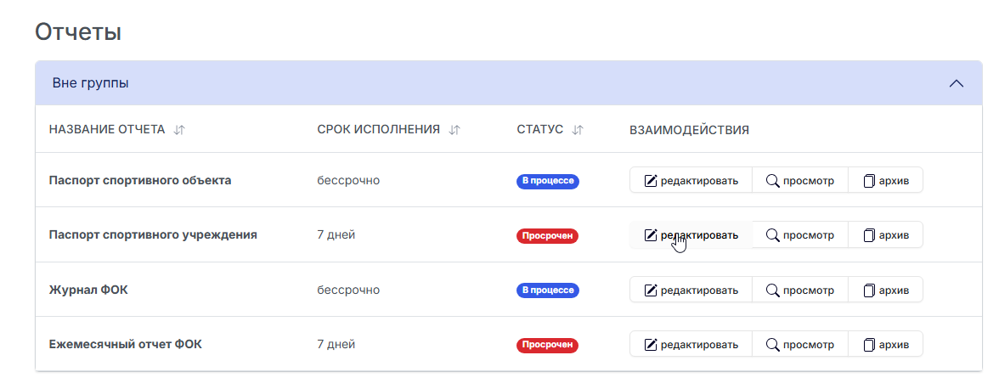 Отчеты
Вне группы
НАЗВАНИЕ ОТЧЕТА СРОК ИСПОЛНЕНИЯ СТАТУС ВЗАИМОДЕЙСТВИЯ
Паспорт спортивного объекта бессрочно В процессе редактировать просмотр архив
Паспорт спортивного учреждения 7 дней Просрочен редактировать просмотр архив
Журнал ФОК бессрочно В процессе редактировать просмотр архив
Ежемесячный отчет ФОК 7 дней Просрочен редактировать просмотр архив